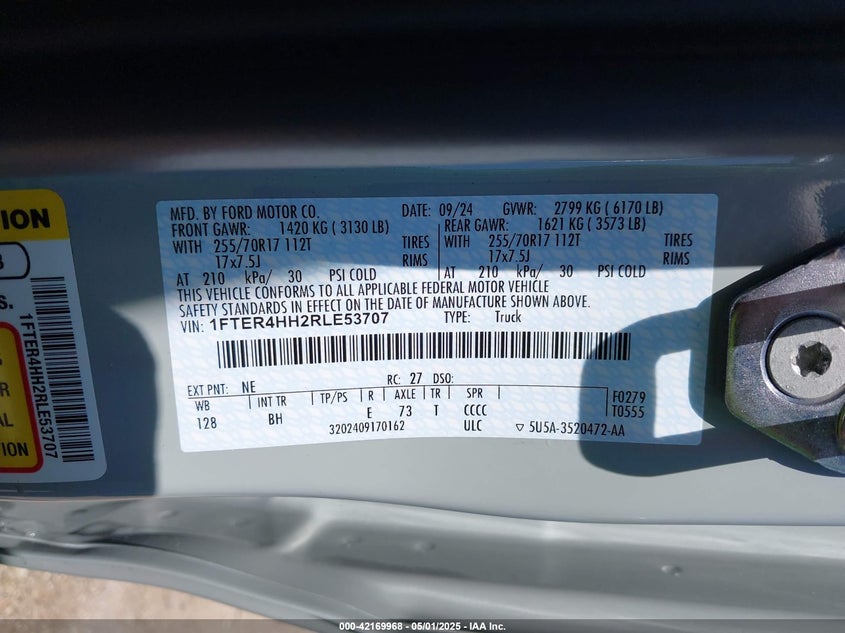 MFD. BY FORD MOTOR CO. DATE: 09/24 GVWR: 2799 KG ( 6170 LB)
FRONT GAWR: 1420 KG ( 3130 LB) REAR GAWR: 1621 KG ( 3573 LB)
WITH 255/70R17 112T TIRES WITH 255/70R17 112T TIRES
17x7.5J RIMS 17x7.5J RIMS
AT 210 kPa/ 30 PSI COLD AT 210 kPa/ 30 PSI COLD
THIS VEHICLE CONFORMS TO ALL APPLICABLE FEDERAL MOTOR VEHICLE
SAFETY STANDARDS IN EFFECT ON THE DATE OF MANUFACTURE SHOWN ABOVE.
VIN: 1FTER4HH2RLE53707 TYPE: Truck
EXT PNT: NE RC: 27 DSO:
WB INT TR TP/PS R AXLE TR SPR F0279
128 BH E 73 T CCCC T0555
3202409170162 ULC ▽ 5U5A-3520472-AA
1FTER4HH2RLE53707
000-42169968 - 05/01/2025 - IAA Inc.